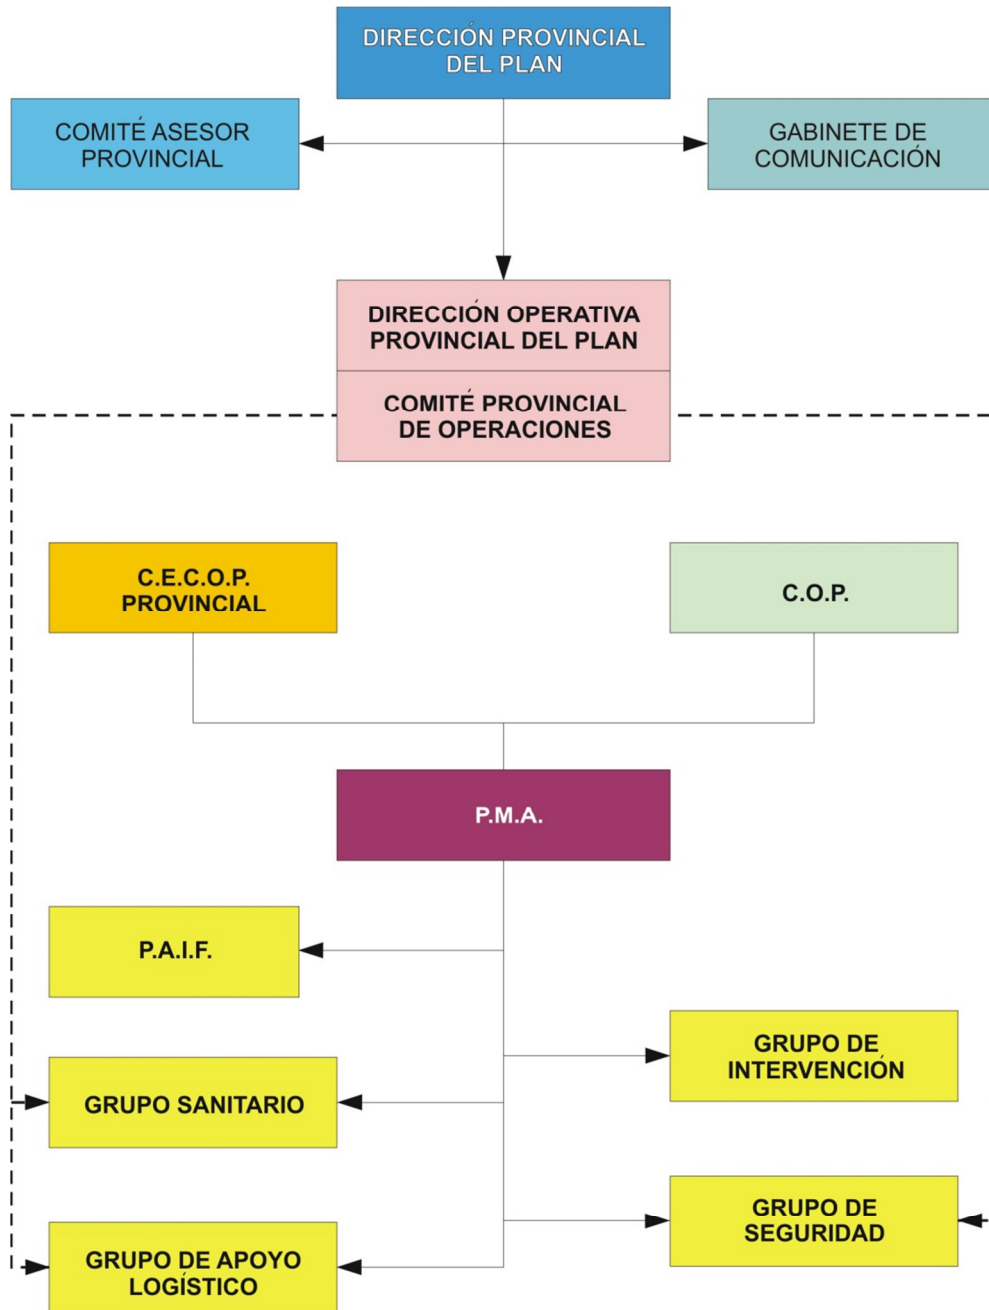 DIRECCIÓN PROVINCIAL
DEL PLAN
COMITÉ ASESOR
PROVINCIAL
GABINETE DE
COMUNICACIÓN
DIRECCIÓN OPERATIVA
PROVINCIAL DEL PLAN
COMITÉ PROVINCIAL
DE OPERACIONES
C.E.C.O.P.
PROVINCIAL
C.O.P.
P.M.A.
P.A.I.F.
GRUPO DE
INTERVENCIÓN
GRUPO SANITARIO
GRUPO DE
SEGURIDAD
GRUPO DE APOYO
LOGÍSTICO